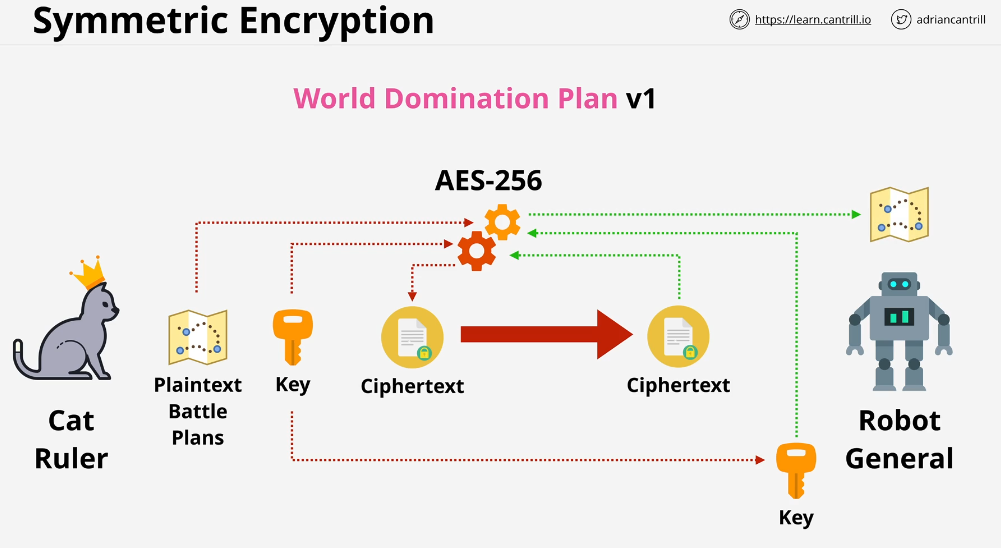 Symmetric Encryption
https://learn.cantrill.io
adriancantrill
World Domination Plan v1
AES-256
Plaintext
Battle
Plans
Key
Ciphertext
Ciphertext
Cat
Ruler
Robot
General
Key